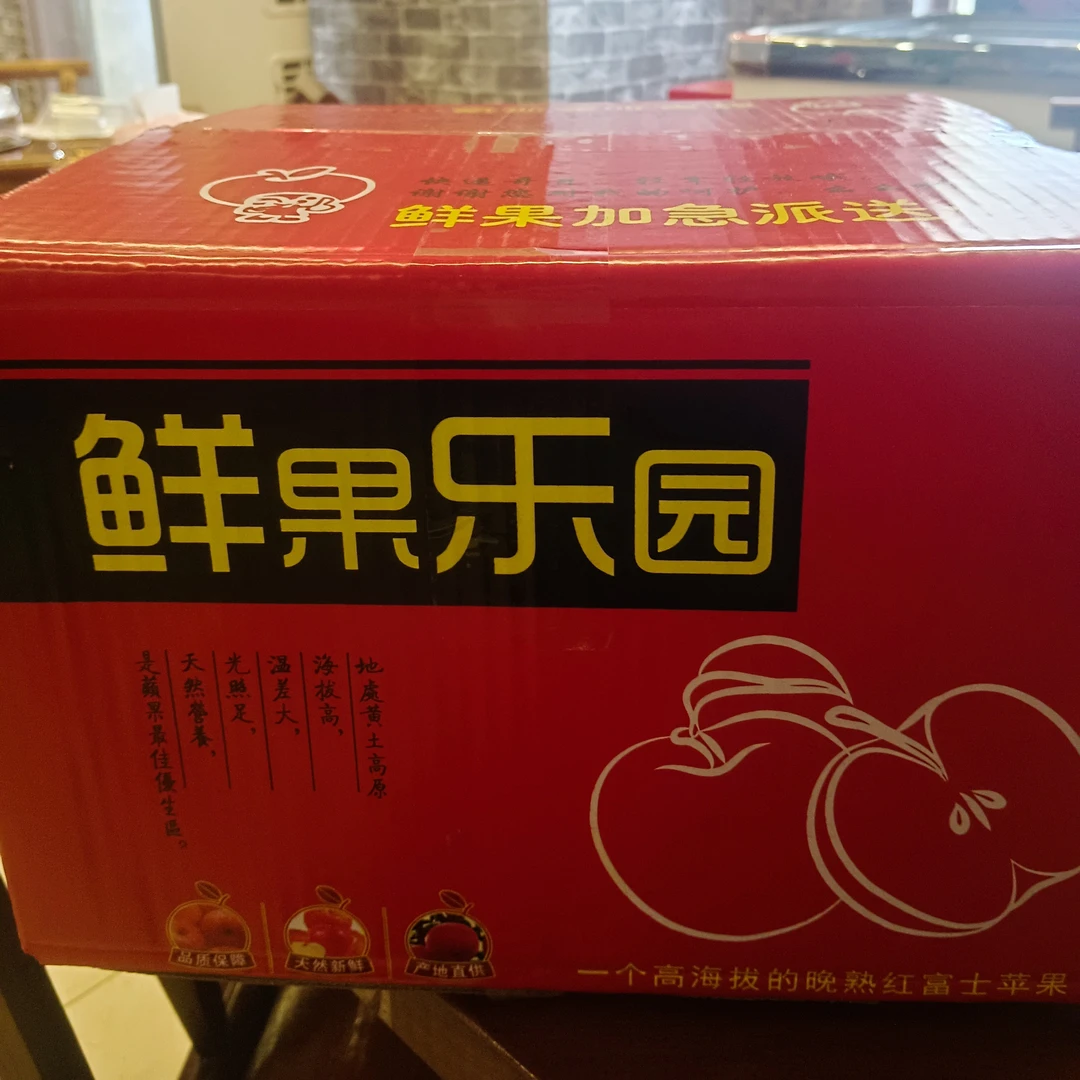 鲜果加急派送
鲜果乐园
地處黃土高原
海拔高，
温差大，
光照足，
天然營養，
是蘋果最佳優生區。
品质保障
天然新鲜
产地直供
一个高海拔的晚熟红富士苹果